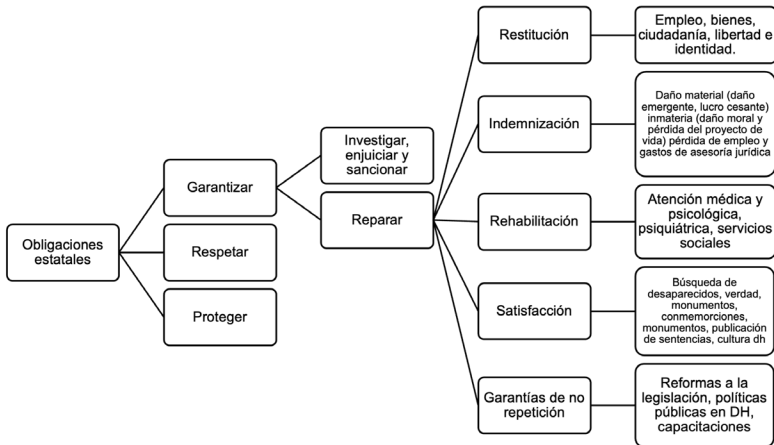 Obligaciones
estatales
Garantizar
Respetar
Proteger
Investigar,
enjuiciar y
sancionar
Reparar
Restitución
Empleo, bienes,
ciudadanía, libertad e
identidad.
Indemnización
Daño material (daño
emergente, lucro cesante)
inmateria (daño moral y
pérdida del proyecto de
vida) pérdida de empleo y
gastos de asesoría jurídica
Rehabilitación
Atención médica y
psicológica,
psiquiátrica, servicios
sociales
Satisfacción
Búsqueda de
desaparecidos, verdad,
monumentos,
conmemorciones,
monumentos, publicación
de sentencias, cultura dh
Garantías de no
repetición
Reformas a la
legislación, políticas
públicas en DH,
capacitaciones